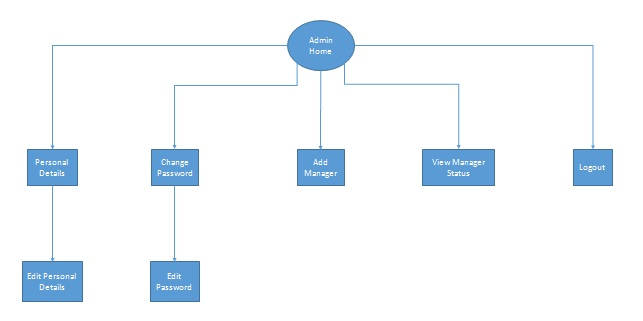 Admin
Home
Personal
Details
Change
Password
Add
Manager
View Manager
Status
Logout
Edit Personal
Details
Edit
Password